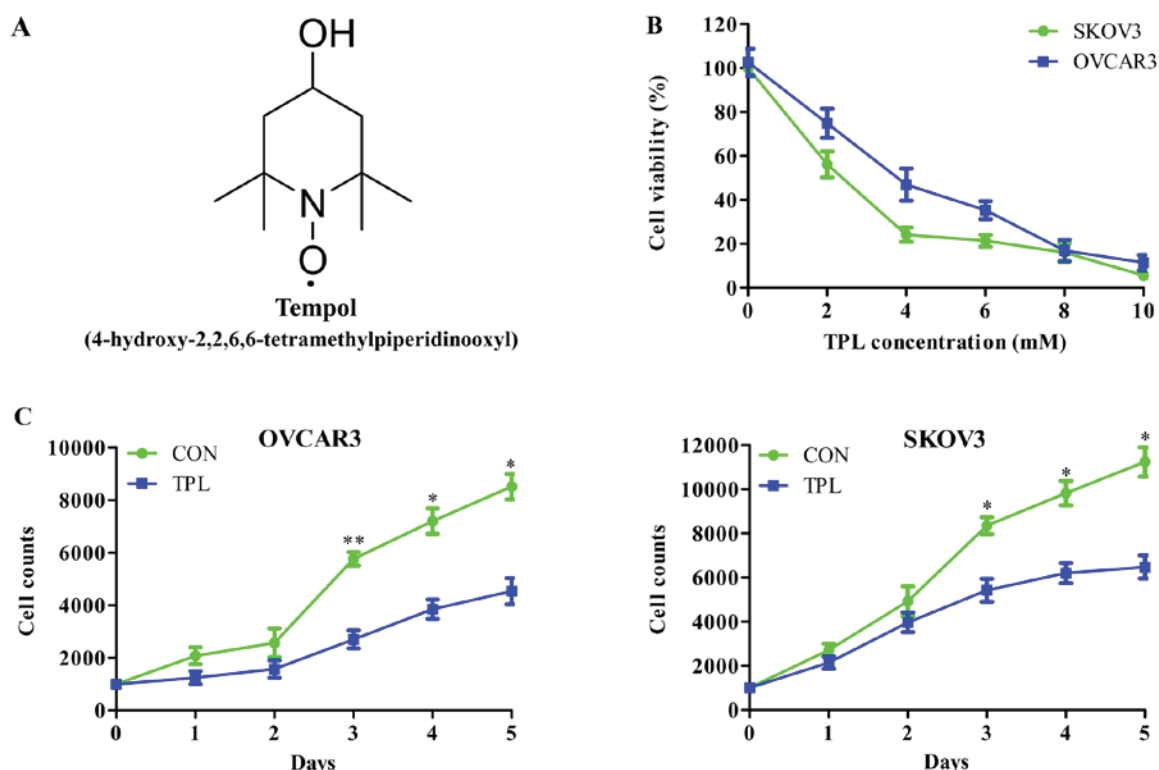 A
OH
N
O
•
Tempol
(4-hydroxy-2,2,6,6-tetramethylpiperidinooxyl)
B
120
100
80
60
40
20
0
Cell viability (%)
SKOV3
OVCAR3
0 2 4 6 8 10
TPL concentration (mM)
C
OVCAR3
CON
TPL
10000
8000
6000
4000
2000
0
Cell counts
** * *
0 1 2 3 4 5
Days
SKOV3
CON
TPL
12000
10000
8000
6000
4000
2000
0
Cell counts
* * *
0 1 2 3 4 5
Days